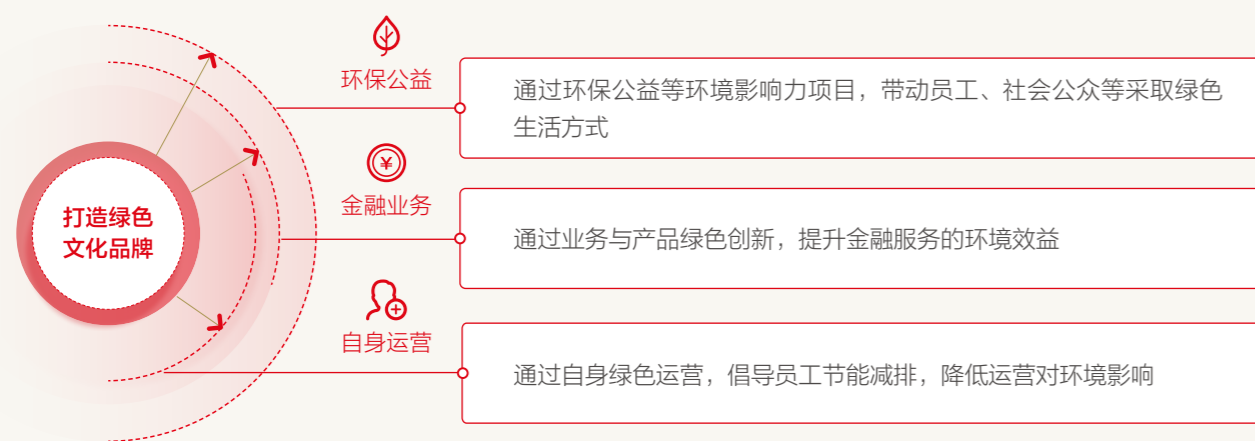 打造绿色
文化品牌
环保公益
通过环保公益等环境影响力项目，带动员工、社会公众等采取绿色
生活方式
¥
金融业务
通过业务与产品绿色创新，提升金融服务的环境效益
自身运营
通过自身绿色运营，倡导员工节能减排，降低运营对环境影响